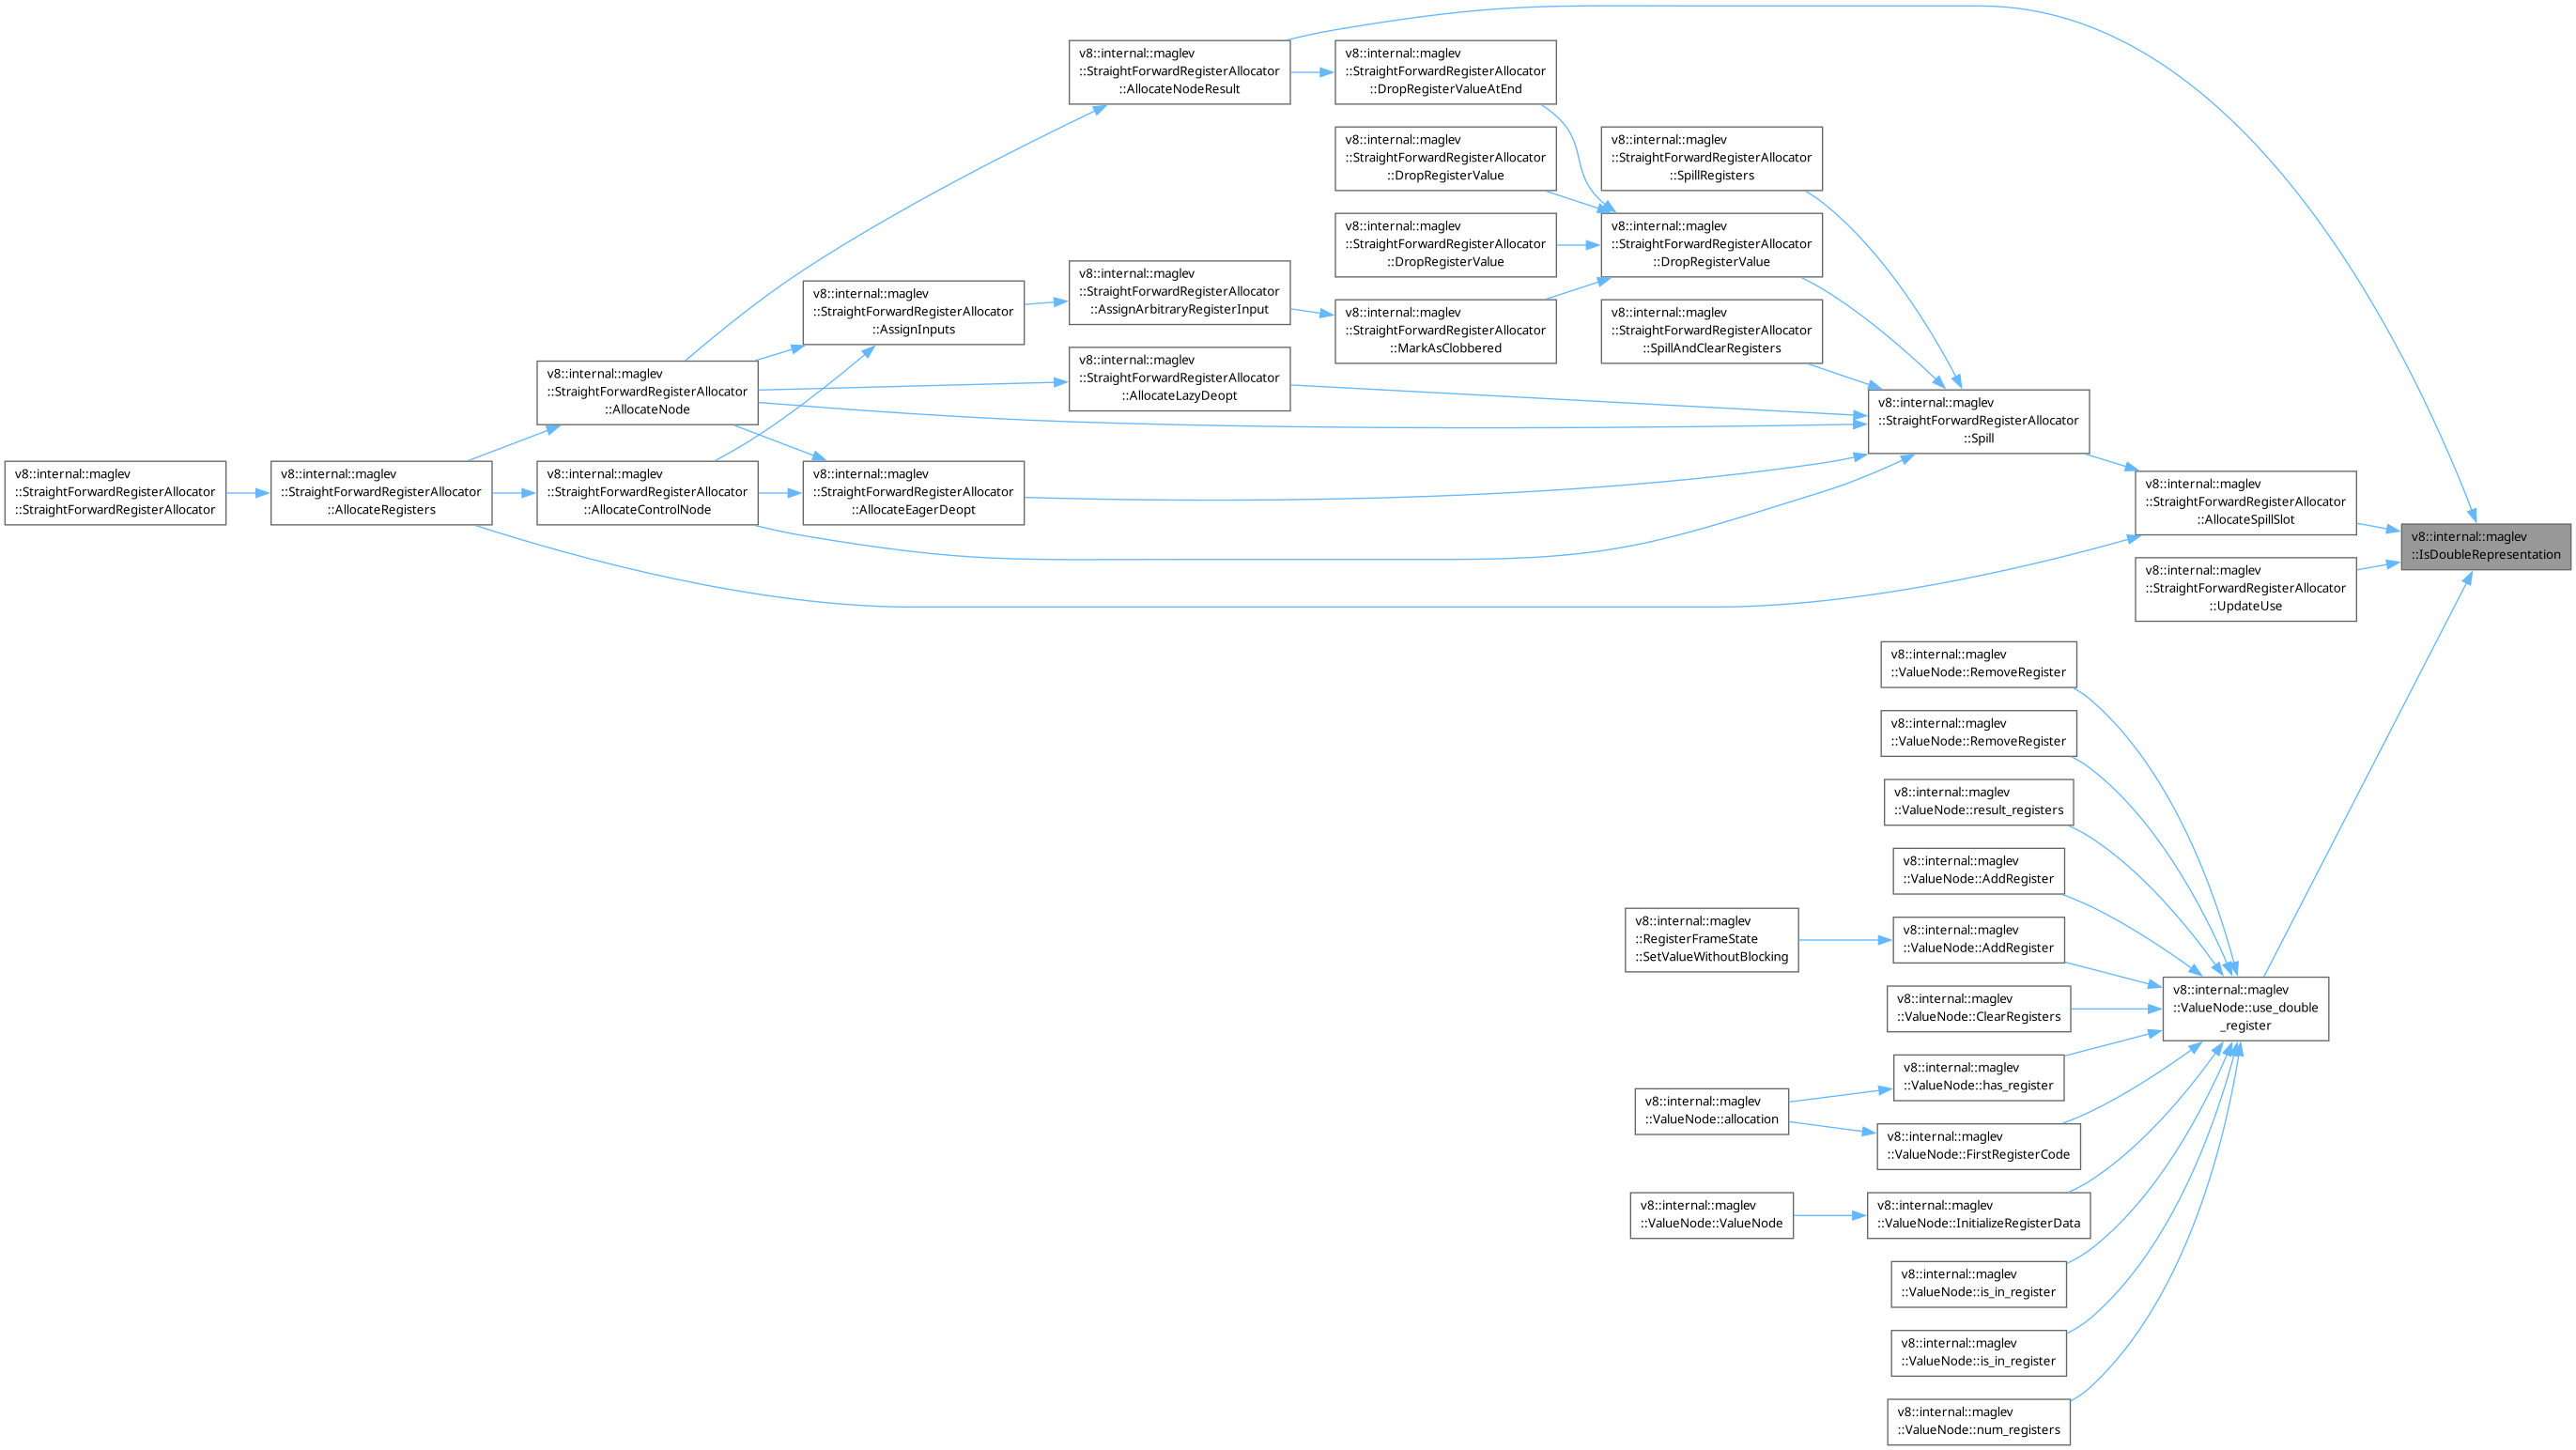 v8::internal::maglev
::StraightForwardRegisterAllocator
::AllocateNodeResult
v8::internal::maglev
::StraightForwardRegisterAllocator
::DropRegisterValueAtEnd
v8::internal::maglev
::StraightForwardRegisterAllocator
::DropRegisterValue
v8::internal::maglev
::StraightForwardRegisterAllocator
::SpillRegisters
v8::internal::maglev
::StraightForwardRegisterAllocator
::DropRegisterValue
v8::internal::maglev
::StraightForwardRegisterAllocator
::DropRegisterValue
v8::internal::maglev
::StraightForwardRegisterAllocator
::AssignInputs
v8::internal::maglev
::StraightForwardRegisterAllocator
::AssignArbitraryRegisterInput
v8::internal::maglev
::StraightForwardRegisterAllocator
::MarkAsClobbered
v8::internal::maglev
::StraightForwardRegisterAllocator
::SpillAndClearRegisters
v8::internal::maglev
::StraightForwardRegisterAllocator
::AllocateNode
v8::internal::maglev
::StraightForwardRegisterAllocator
::AllocateLazyDeopt
v8::internal::maglev
::StraightForwardRegisterAllocator
::Spill
v8::internal::maglev
::StraightForwardRegisterAllocator
::StraightForwardRegisterAllocator
v8::internal::maglev
::StraightForwardRegisterAllocator
::AllocateRegisters
v8::internal::maglev
::StraightForwardRegisterAllocator
::AllocateControlNode
v8::internal::maglev
::StraightForwardRegisterAllocator
::AllocateEagerDeopt
v8::internal::maglev
::StraightForwardRegisterAllocator
::AllocateSpillSlot
v8::internal::maglev
::IsDoubleRepresentation
v8::internal::maglev
::StraightForwardRegisterAllocator
::UpdateUse
v8::internal::maglev
::ValueNode::RemoveRegister
v8::internal::maglev
::ValueNode::RemoveRegister
v8::internal::maglev
::ValueNode::result_registers
v8::internal::maglev
::ValueNode::AddRegister
v8::internal::maglev
::RegisterFrameState
::SetValueWithoutBlocking
v8::internal::maglev
::ValueNode::AddRegister
v8::internal::maglev
::ValueNode::use_double
_register
v8::internal::maglev
::ValueNode::ClearRegisters
v8::internal::maglev
::ValueNode::has_register
v8::internal::maglev
::ValueNode::allocation
v8::internal::maglev
::ValueNode::FirstRegisterCode
v8::internal::maglev
::ValueNode::ValueNode
v8::internal::maglev
::ValueNode::InitializeRegisterData
v8::internal::maglev
::ValueNode::is_in_register
v8::internal::maglev
::ValueNode::is_in_register
v8::internal::maglev
::ValueNode::num_registers